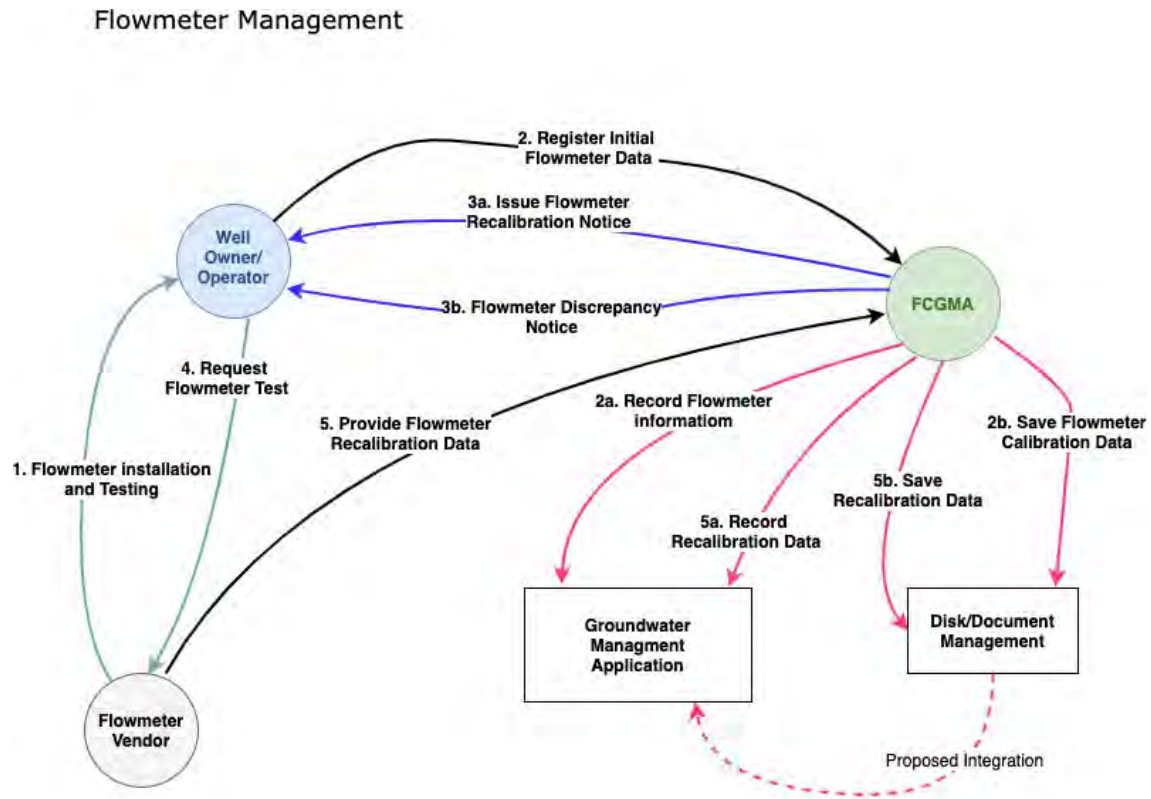 Flowmeter Management
2. Register Initial
Flowmeter Data
3a. Issue Flowmeter
Recalibration Notice
Well
Owner/
Operator
FCGMA
3b. Flowmeter Discrepancy
Notice
4. Request
Flowmeter Test
2a. Record Flowmeter
informatiom
5. Provide Flowmeter
Recalibration Data
2b. Save Flowmeter
Calibration Data
1. Flowmeter installation
and Testing
5b. Save
Recalibration Data
5a. Record
Recalibration Data
Groundwater
Managment
Application
Disk/Document
Management
Flowmeter
Vendor
Proposed Integration